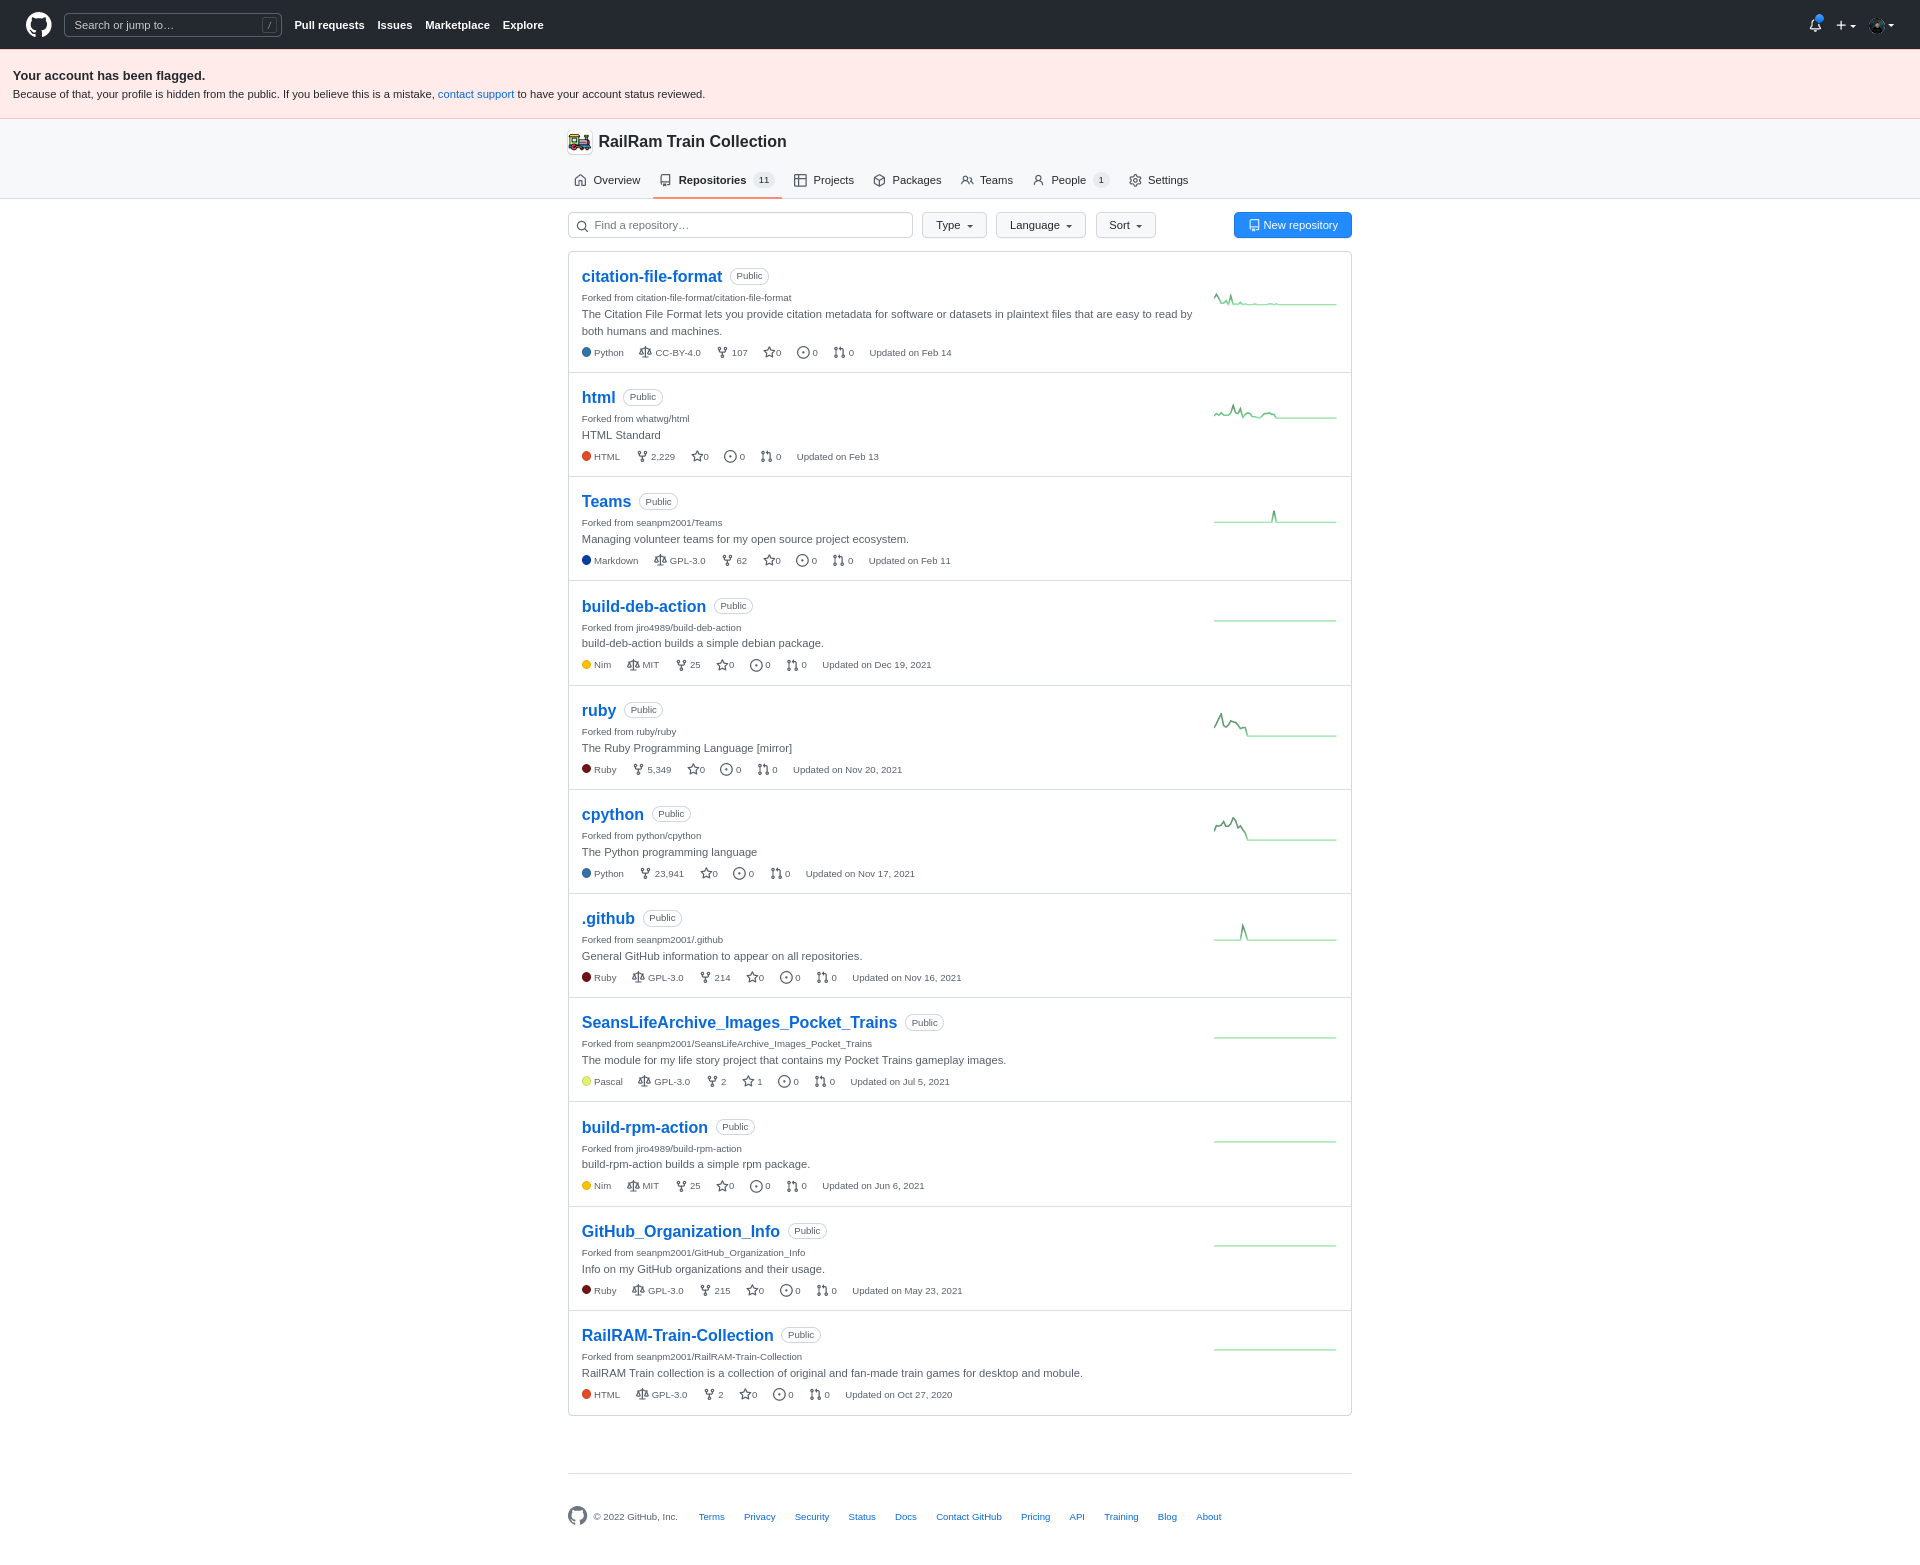 Search or jump to…
/
Pull requests
Issues
Marketplace
Explore
Your account has been flagged.
Because of that, your profile is hidden from the public. If you believe this is a mistake, contact support to have your account status reviewed.
RailRam Train Collection
Overview
Repositories 11
Projects
Packages
Teams
People 1
Settings
Find a repository…
Type
Language
Sort
New repository
citation-file-format Public
Forked from citation-file-format/citation-file-format
The Citation File Format lets you provide citation metadata for software or datasets in plaintext files that are easy to read by
both humans and machines.
Python CC-BY-4.0 107 0 0 0 Updated on Feb 14
html Public
Forked from whatwg/html
HTML Standard
HTML 2,229 0 0 0 Updated on Feb 13
Teams Public
Forked from seanpm2001/Teams
Managing volunteer teams for my open source project ecosystem.
Markdown GPL-3.0 62 0 0 0 Updated on Feb 11
build-deb-action Public
Forked from jiro4989/build-deb-action
build-deb-action builds a simple debian package.
Nim MIT 25 0 0 0 Updated on Dec 19, 2021
ruby Public
Forked from ruby/ruby
The Ruby Programming Language [mirror]
Ruby 5,349 0 0 0 Updated on Nov 20, 2021
cpython Public
Forked from python/cpython
The Python programming language
Python 23,941 0 0 0 Updated on Nov 17, 2021
.github Public
Forked from seanpm2001/.github
General GitHub information to appear on all repositories.
Ruby GPL-3.0 214 0 0 0 Updated on Nov 16, 2021
SeansLifeArchive_Images_Pocket_Trains Public
Forked from seanpm2001/SeansLifeArchive_Images_Pocket_Trains
The module for my life story project that contains my Pocket Trains gameplay images.
Pascal GPL-3.0 2 1 0 0 Updated on Jul 5, 2021
build-rpm-action Public
Forked from jiro4989/build-rpm-action
build-rpm-action builds a simple rpm package.
Nim MIT 25 0 0 0 Updated on Jun 6, 2021
GitHub_Organization_Info Public
Forked from seanpm2001/GitHub_Organization_Info
Info on my GitHub organizations and their usage.
Ruby GPL-3.0 215 0 0 0 Updated on May 23, 2021
RailRAM-Train-Collection Public
Forked from seanpm2001/RailRAM-Train-Collection
RailRAM Train collection is a collection of original and fan-made train games for desktop and mobule.
HTML GPL-3.0 2 0 0 0 Updated on Oct 27, 2020
© 2022 GitHub, Inc.
Terms
Privacy
Security
Status
Docs
Contact GitHub
Pricing
API
Training
Blog
About